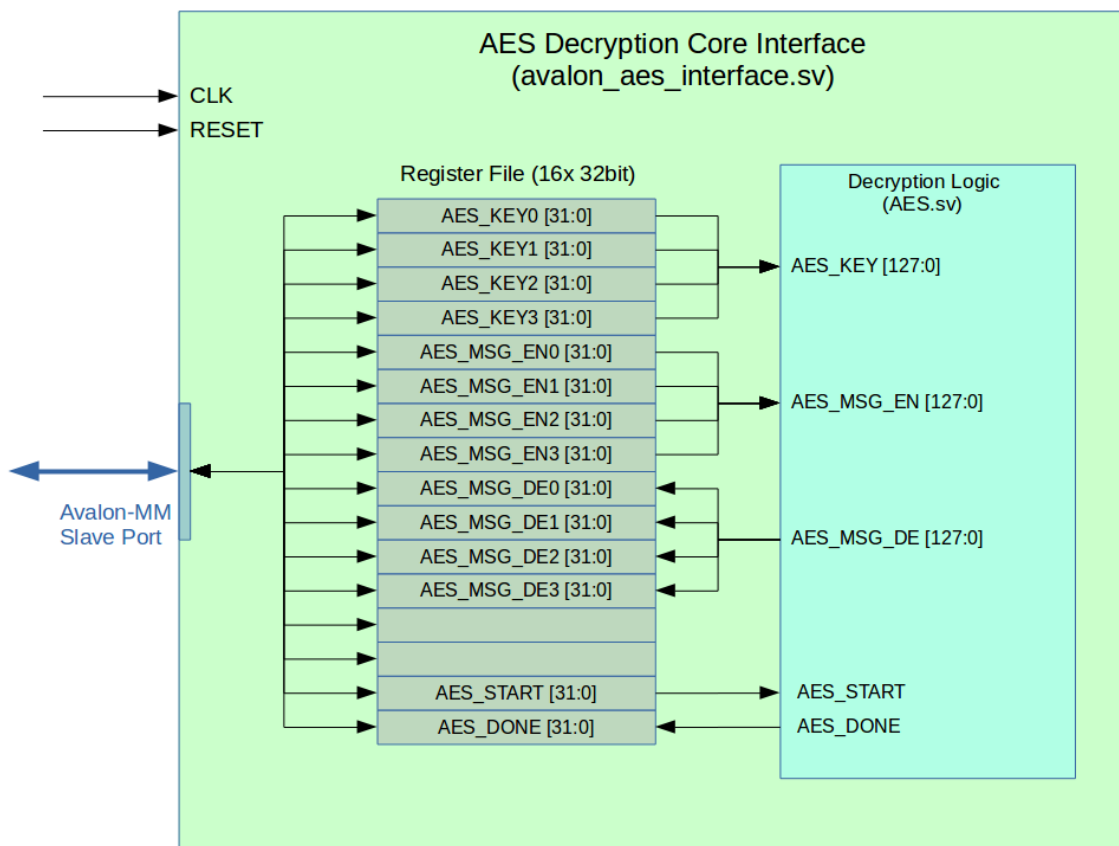 AES Decryption Core Interface
(avalon_aes_interface.sv)
CLK
RESET
Register File (16x 32bit)
AES_KEY0 [31:0]
AES_KEY1 [31:0]
AES_KEY2 [31:0]
AES_KEY3 [31:0]
AES_MSG_EN0 [31:0]
AES_MSG_EN1 [31:0]
AES_MSG_EN2 [31:0]
AES_MSG_EN3 [31:0]
AES_MSG_DE0 [31:0]
AES_MSG_DE1 [31:0]
AES_MSG_DE2 [31:0]
AES_MSG_DE3 [31:0]
AES_START [31:0]
AES_DONE [31:0]
Decryption Logic
(AES.sv)
AES_KEY [127:0]
AES_MSG_EN [127:0]
AES_MSG_DE [127:0]
AES_START
AES_DONE
Avalon-MM
Slave Port